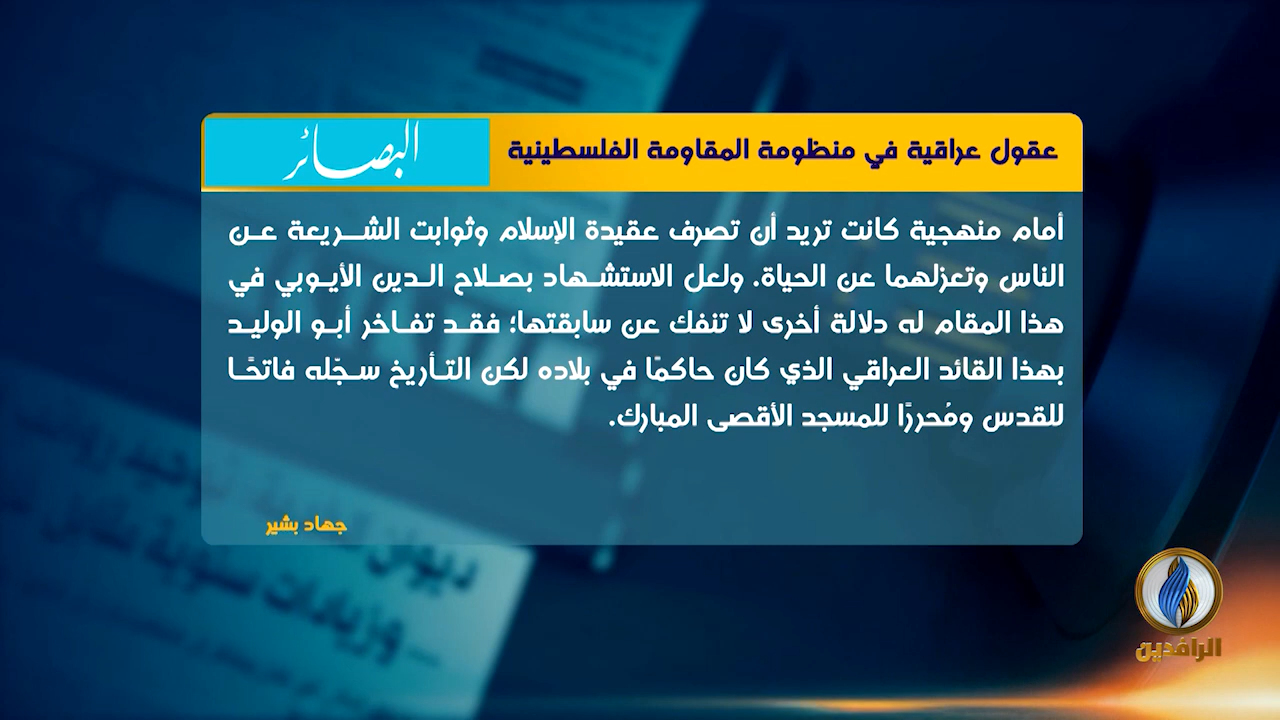 عقول عراقية في منظومة المقاومة الفلسطينية
البصائر
أمام منهجية كانت تريد أن تصرف عقيدة الإسلام وثوابت الشريعة عن
الناس وتعزلهما عن الحياة. ولعل الاستشهاد بصلاح الدين الأيوبي في
هذا المقام له دلالة أخرى لا تنفك عن سابقتها؛ فقد تفاخر أبو الوليد
بهذا القائد العراقي الذي كان حاكمًا في بلاده لكن التأريخ سجّله فاتحًا
للقدس ومُحررًا للمسجد الأقصى المبارك.
جهاد بشير
ديوان
وزيادات سنوية
الرافدين